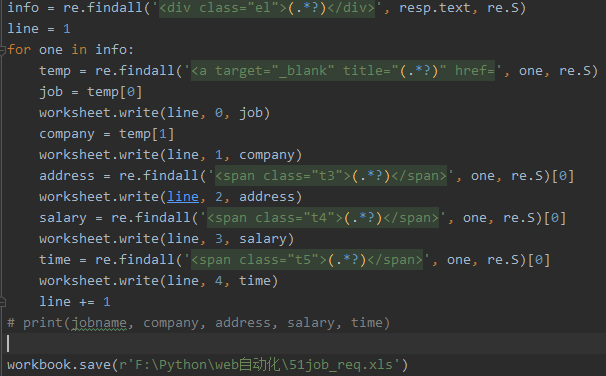 info = re.findall('<div class="el">(.*?)</div>', resp.text, re.S)
line = 1
for one in info:
    temp = re.findall('<a target="_blank" title="(.*?)" href=', one, re.S)
    job = temp[0]
    worksheet.write(line, 0, job)
    company = temp[1]
    worksheet.write(line, 1, company)
    address = re.findall('<span class="t3">(.*?)</span>', one, re.S)[0]
    worksheet.write(line, 2, address)
    salary = re.findall('<span class="t4">(.*?)</span>', one, re.S)[0]
    worksheet.write(line, 3, salary)
    time = re.findall('<span class="t5">(.*?)</span>', one, re.S)[0]
    worksheet.write(line, 4, time)
    line += 1
# print(jobname, company, address, salary, time)
workbook.save(r'F:\Python\web自动化\51job_req.xls')